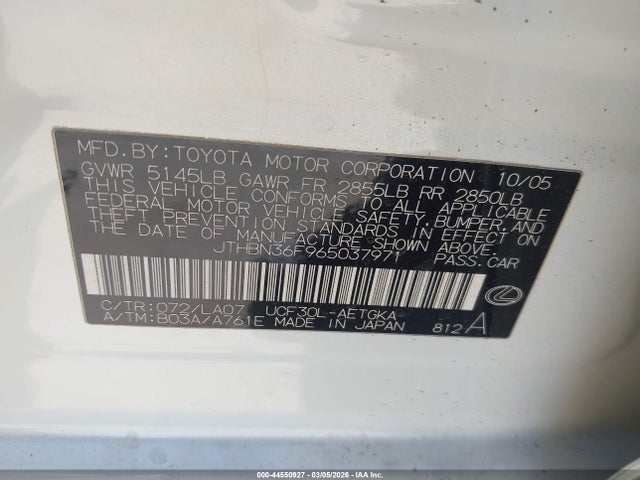 MFD. BY: TOYOTA MOTOR CORPORATION 10/05
GVWR 5145LB GAWR FR 2855LB RR 2850LB
THIS VEHICLE CONFORMS TO ALL APPLICABLE
FEDERAL MOTOR VEHICLE SAFETY, BUMPER, AND
THEFT PREVENTION STANDARDS IN EFFECT ON
THE DATE OF MANUFACTURE SHOWN ABOVE.
JTHBN36F965037971 PASS. CAR
C/TR: 072/LA07 UCF30L-AETGKA
A/TM: B03A/A761E MADE IN JAPAN 812A
000-44550927 - 03/05/2026 - IAA Inc.